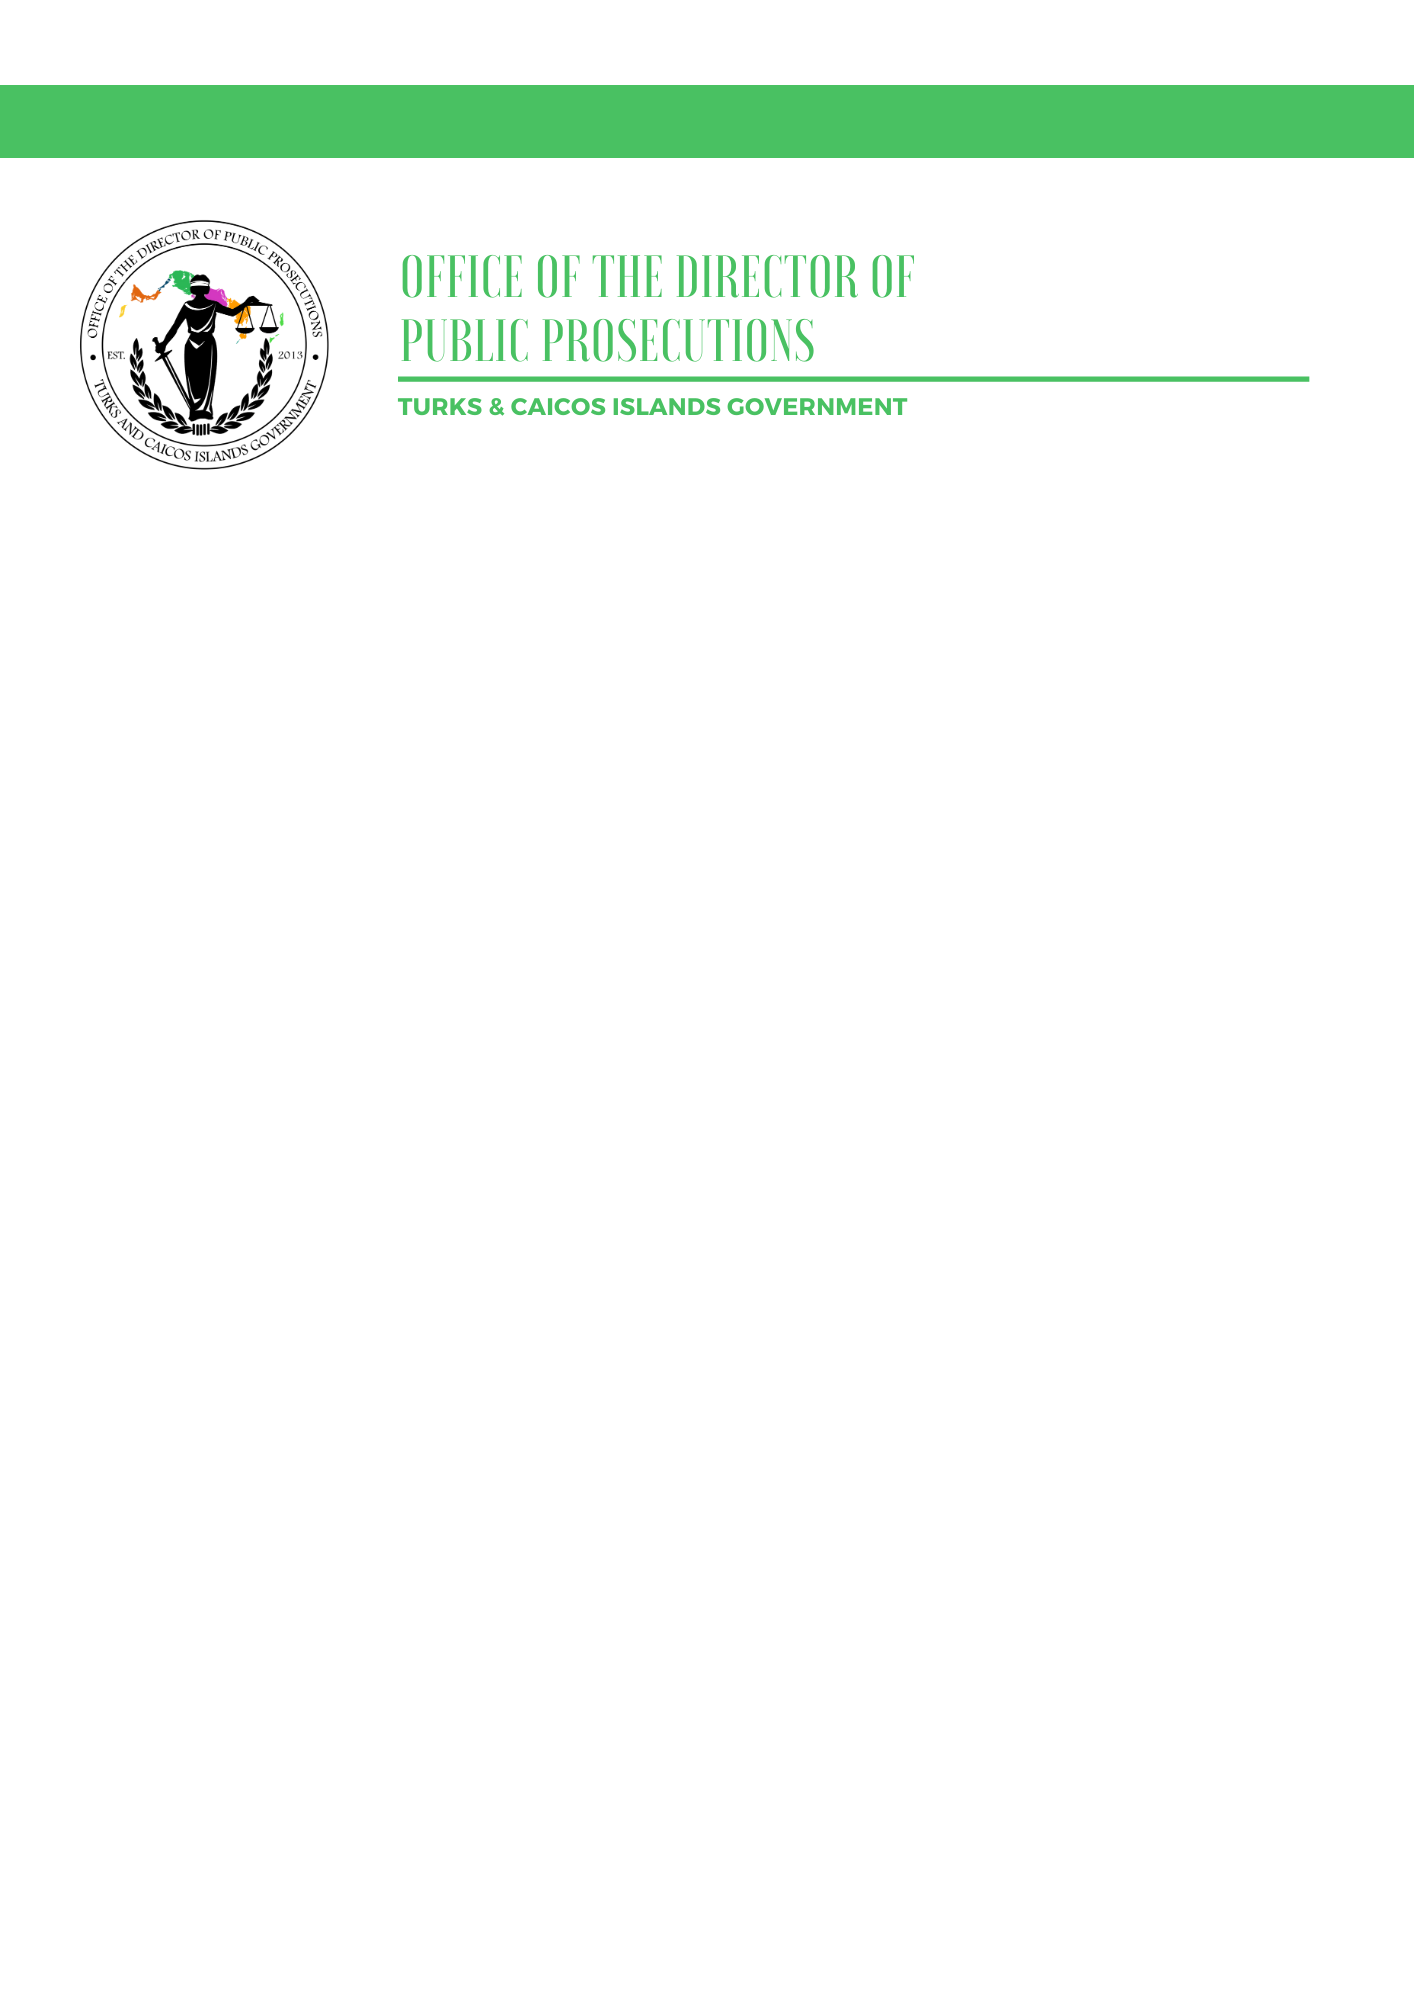 OFFICE OF THE DIRECTOR OF PUBLIC PROSECUTIONS
EST. 2013
TURKS AND CAICOS ISLANDS GOVERNMENT
OFFICE OF THE DIRECTOR OF
PUBLIC PROSECUTIONS
TURKS & CAICOS ISLANDS GOVERNMENT